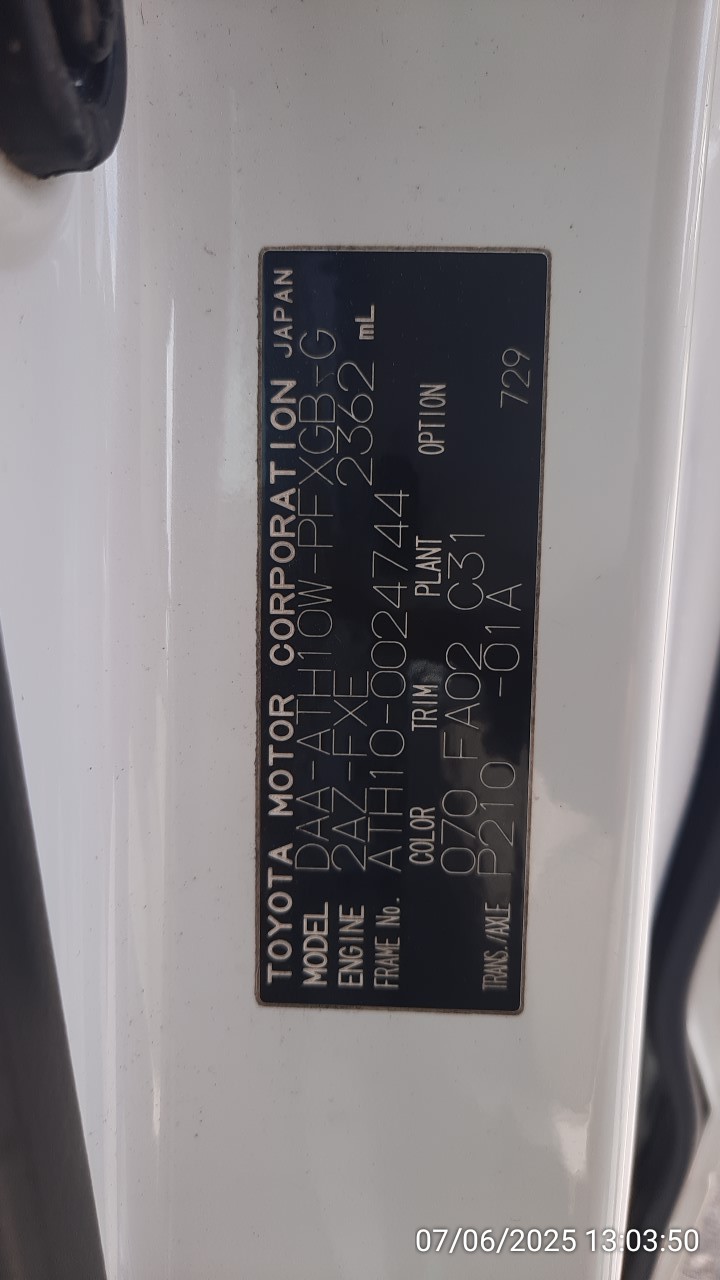 TOYOTA MOTOR CORPORATION JAPAN
MODEL DAA-ATH10W-PFXGB-G
ENGINE 2AZ-FXE 2362 mL
FRAME No. ATH10-0024744
COLOR TRIM PLANT OPTION
070 FA02 C31
TRANS./AXLE P210 -01A 729
07/06/2025 13:03:50